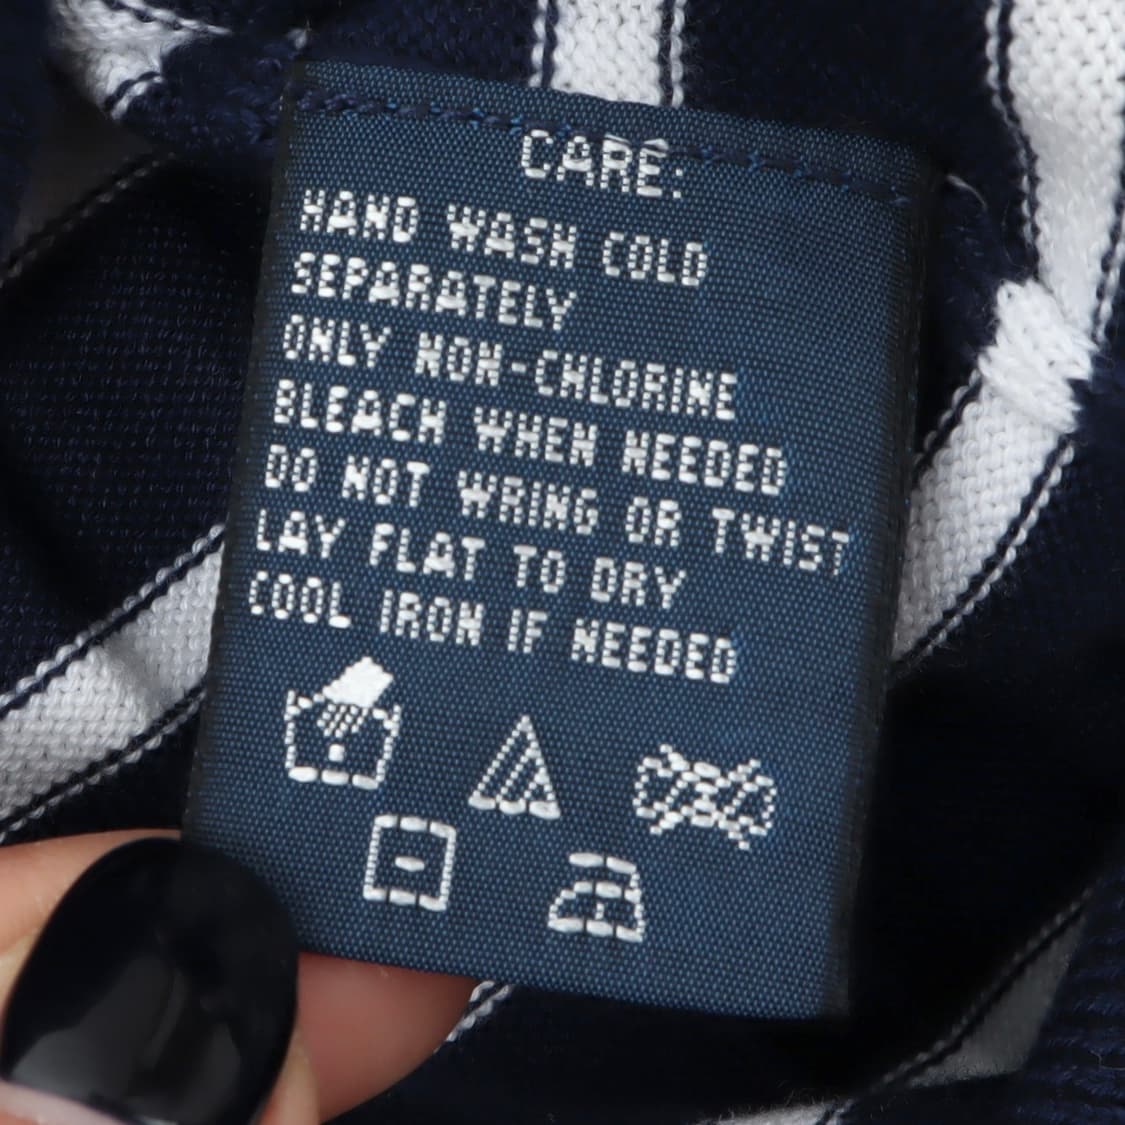 CARE:
HAND WASH COLD
SEPARATELY
ONLY NON-CHLORINE
BLEACH WHEN NEEDED
DO NOT WRING OR TWIST
LAY FLAT TO DRY
COOL IRON IF NEEDED